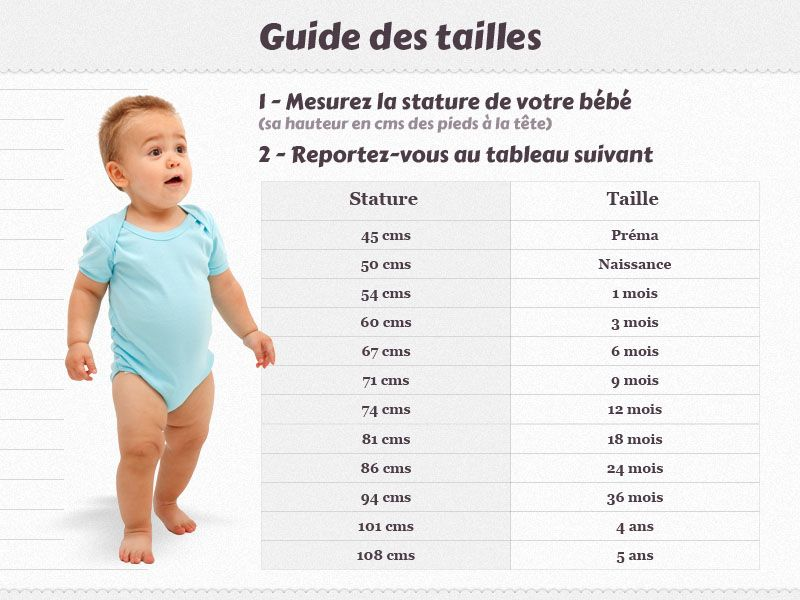 Guide des tailles
1 - Mesurez la stature de votre bébé
(sa hauteur en cms des pieds à la tête)
2 - Reportez-vous au tableau suivant
Stature Taille
45 cms Préma
50 cms Naissance
54 cms 1 mois
60 cms 3 mois
67 cms 6 mois
71 cms 9 mois
74 cms 12 mois
81 cms 18 mois
86 cms 24 mois
94 cms 36 mois
101 cms 4 ans
108 cms 5 ans